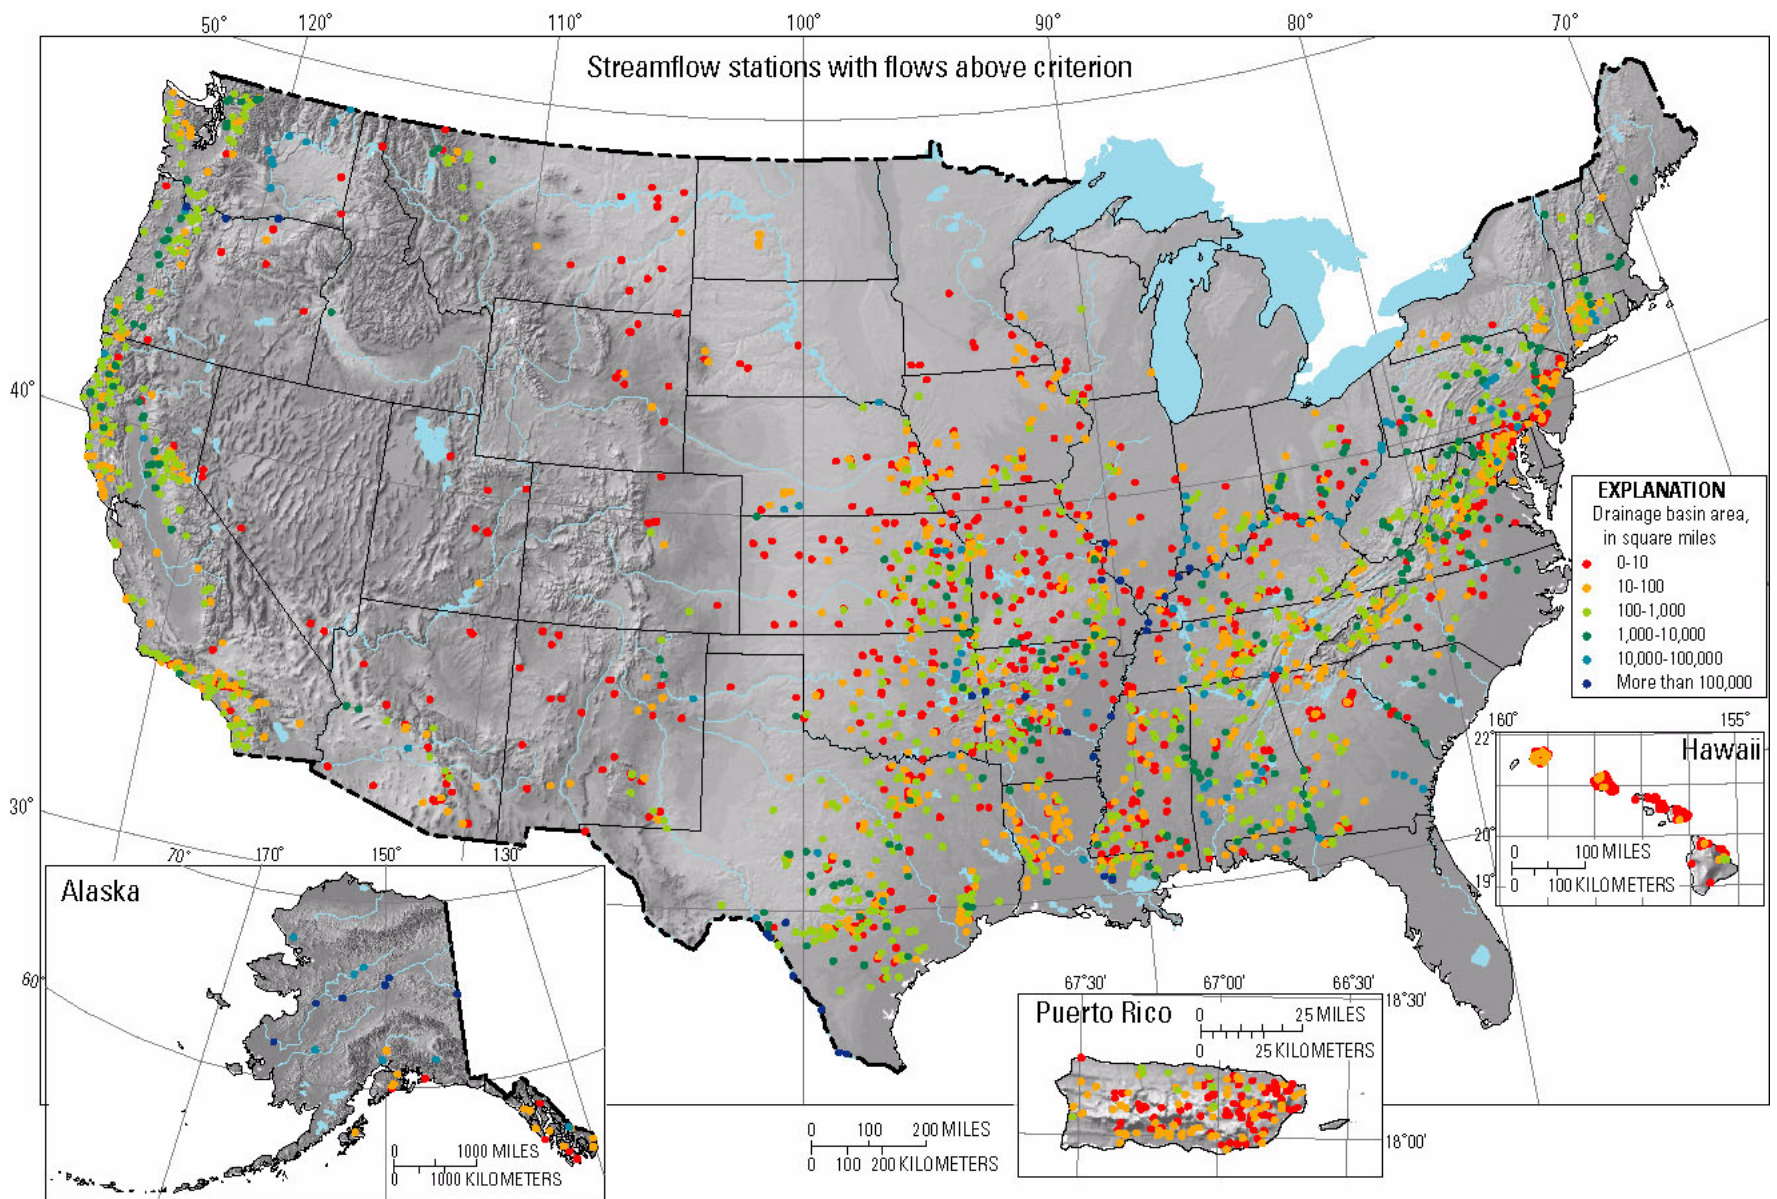 50° 120° 110° 100° 90° 80° 70°
Streamflow stations with flows above criterion
40°
30°
EXPLANATION
Drainage basin area,
in square miles
0-10
10-100
100-1,000
1,000-10,000
10,000-100,000
More than 100,000
160° 155°
22°
Hawaii
20°
19°
0 100 MILES
0 100 KILOMETERS
70° 170° 150° 130°
Alaska
60°
0 1000 MILES
0 1000 KILOMETERS
0 100 200 MILES
0 100 200 KILOMETERS
67°30' 67°00' 66°30'
18°30'
Puerto Rico
0 25 MILES
0 25 KILOMETERS
18°00'